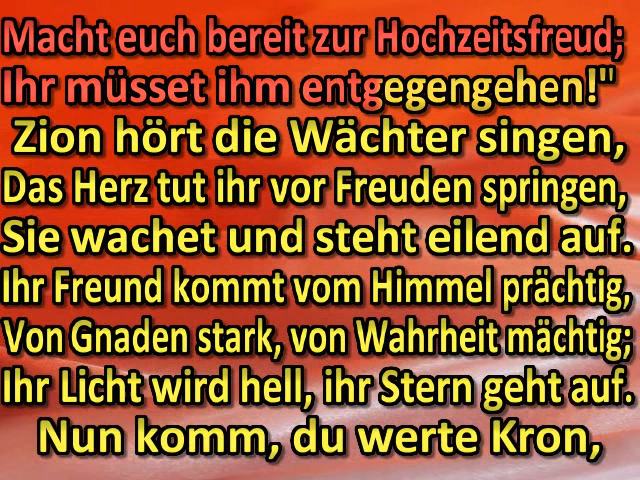 Macht euch bereit zur Hochzeitsfreud;
Ihr müsset ihm entgegengehen!"
Zion hört die Wächter singen,
Das Herz tut ihr vor Freuden springen,
Sie wachet und steht eilend auf.
Ihr Freund kommt vom Himmel prächtig,
Von Gnaden stark, von Wahrheit mächtig;
Ihr Licht wird hell, ihr Stern geht auf.
Nun komm, du werte Kron,